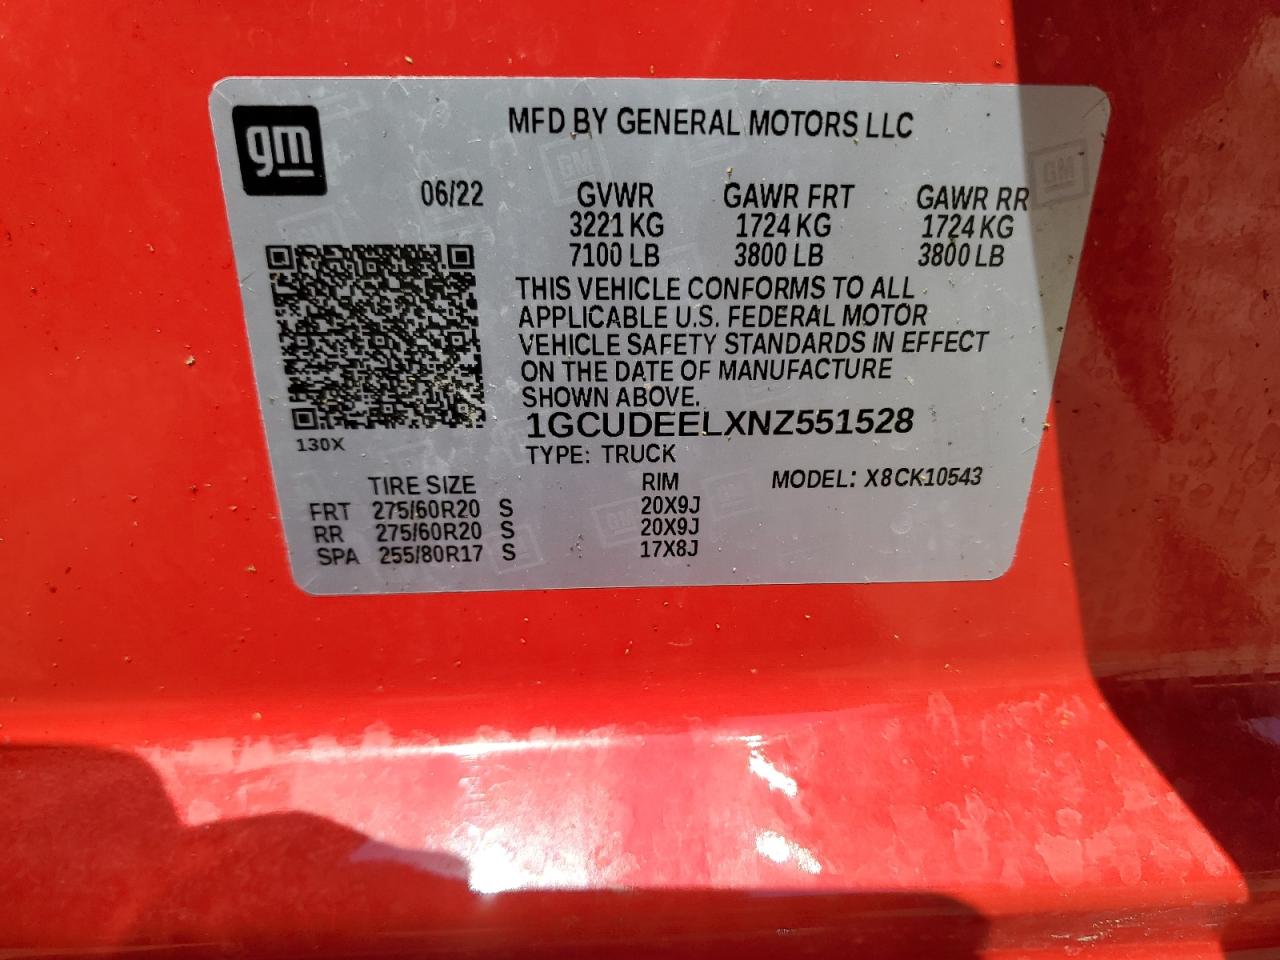 gm
MFD BY GENERAL MOTORS LLC
06/22 GVWR GAWR FRT GAWR RR
3221 KG 1724 KG 1724 KG
7100 LB 3800 LB 3800 LB
THIS VEHICLE CONFORMS TO ALL
APPLICABLE U.S. FEDERAL MOTOR
VEHICLE SAFETY STANDARDS IN EFFECT
ON THE DATE OF MANUFACTURE
SHOWN ABOVE.
1GCUDEELXNZ551528
130X
TYPE: TRUCK
TIRE SIZE RIM MODEL: X8CK10543
FRT 275/60R20 S 20X9J
RR 275/60R20 S 20X9J
SPA 255/80R17 S 17X8J